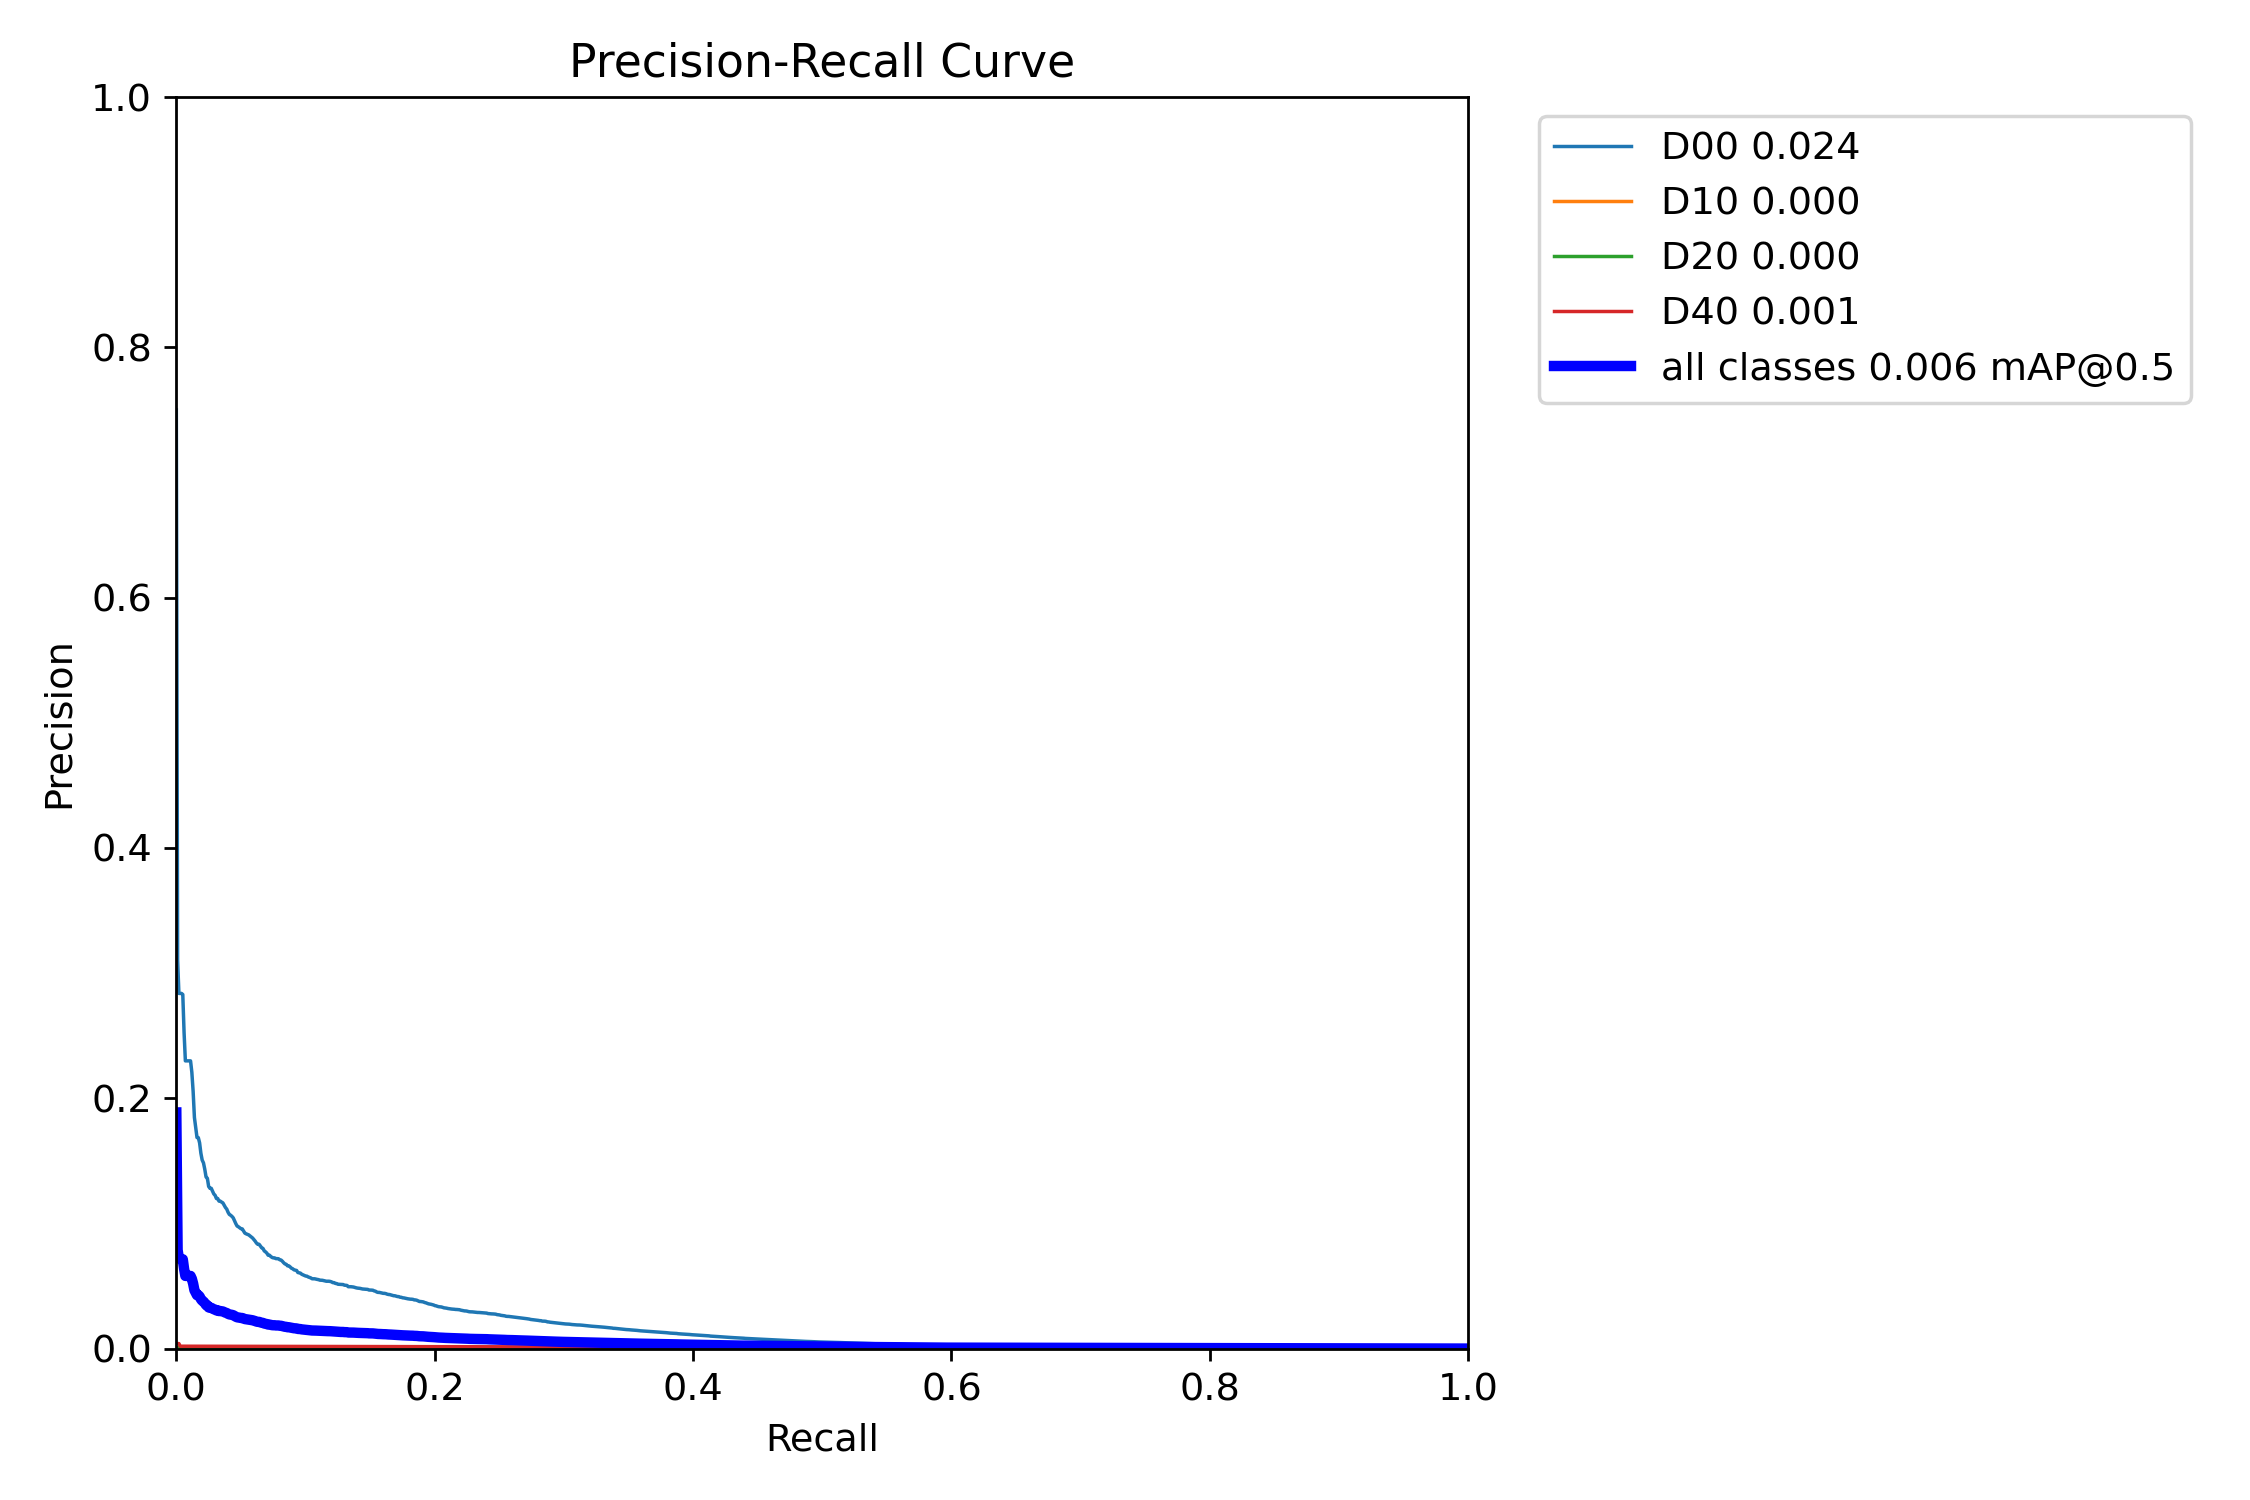 Precision-Recall Curve
1.0
0.8
0.6
0.4
0.2
0.0
Precision
0.0 0.2 0.4 0.6 0.8 1.0
Recall
D00 0.024
D10 0.000
D20 0.000
D40 0.001
all classes 0.006 mAP@0.5